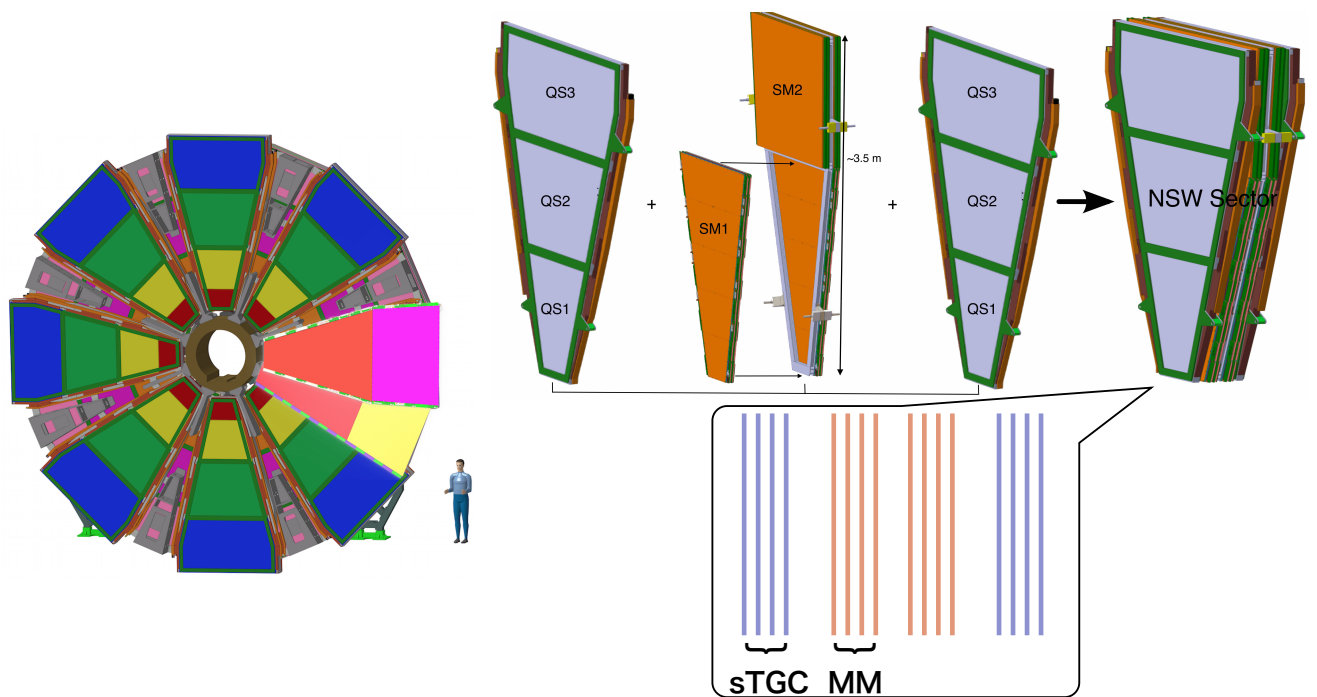 QS3
QS2
QS1
+
SM1
SM2
~3.5 m
+
QS3
QS2
QS1
NSW Sector
sTGC
MM